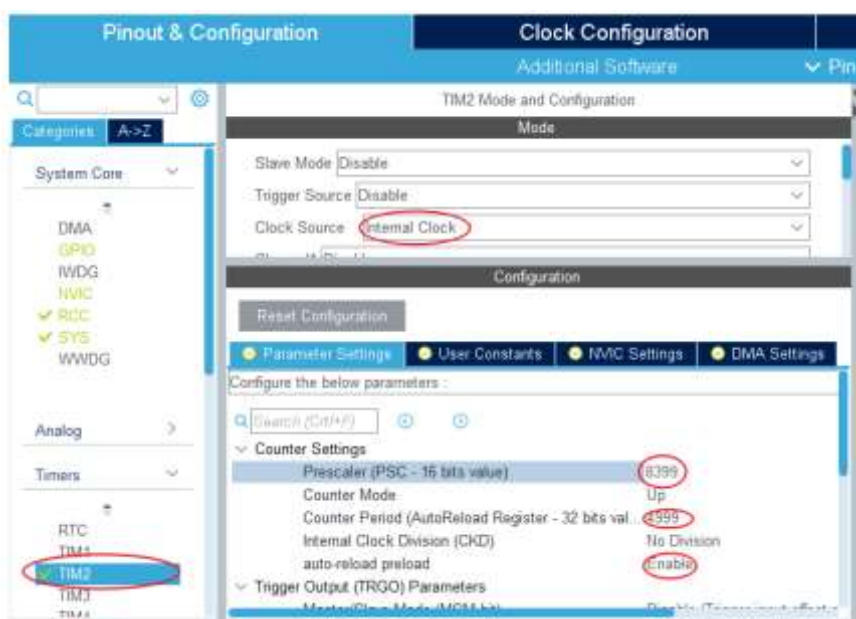 Pinout & Configuration
Clock Configuration
Additional Software
Pin
TIM2 Mode and Configuration
Categories A->Z
Mode
System Core
Slave Mode Disable
Trigger Source Disable
Clock Source Internal Clock
DMA
GPIO
IWDG
NVIC
RCC
SYS
WWDG
Configuration
Reset Configuration
Parameter Settings
User Constants
NVIC Settings
DMA Settings
Configure the below parameters :
Search (Crtl+F)
Analog
Counter Settings
Timers
Prescaler (PSC - 16 bits value) 8399
Counter Mode Up
Counter Period (AutoReload Register - 32 bits val... 4999
Internal Clock Division (CKD) No Division
auto-reload preload Enable
Trigger Output (TRGO) Parameters
RTC
TIM1
TIM2
TIM3
TIM4